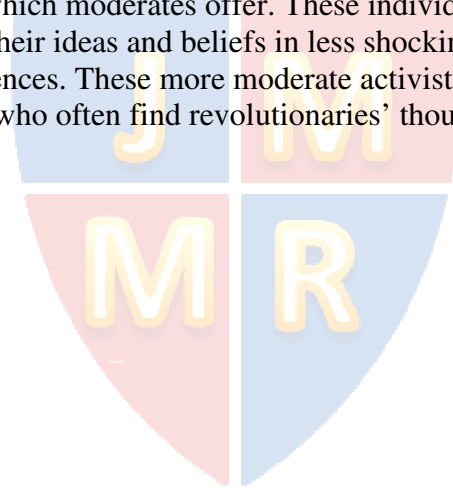 which moderates offer. These individ
heir ideas and beliefs in less shockin
ences. These more moderate activist
who often find revolutionaries’ thou
J M
M R